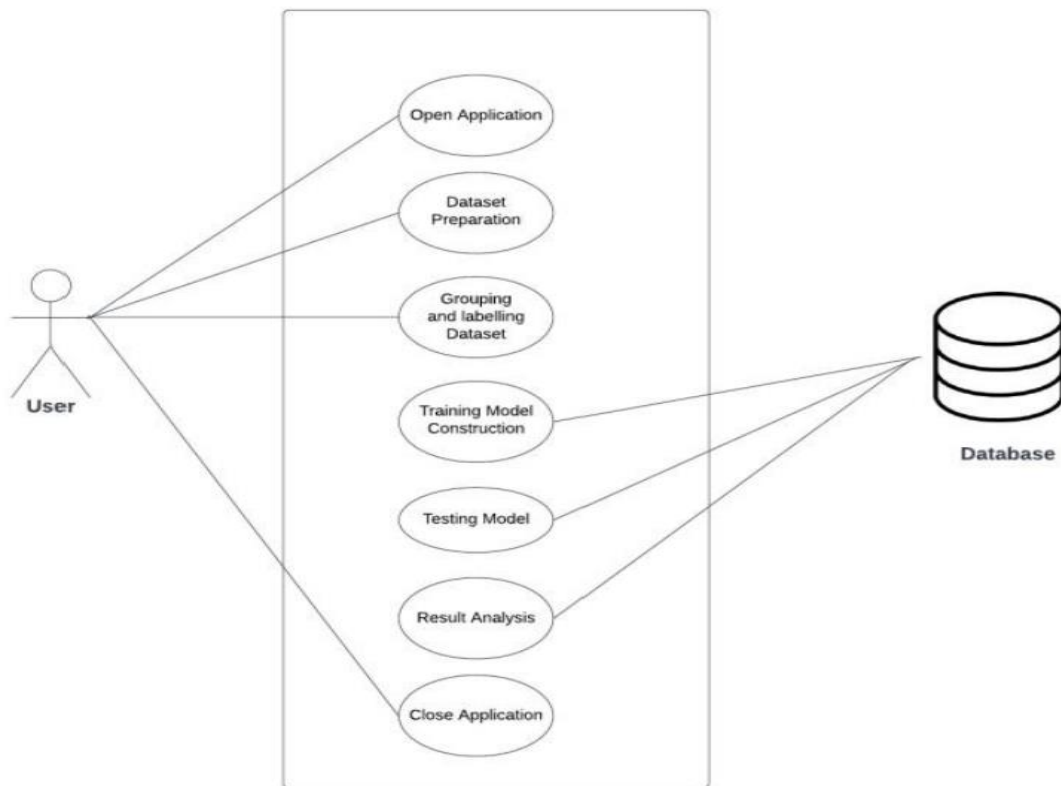 Open Application
Dataset
Preparation
Grouping
and labelling
Dataset
User
Training Model
Construction
Database
Testing Model
Result Analysis
Close Application